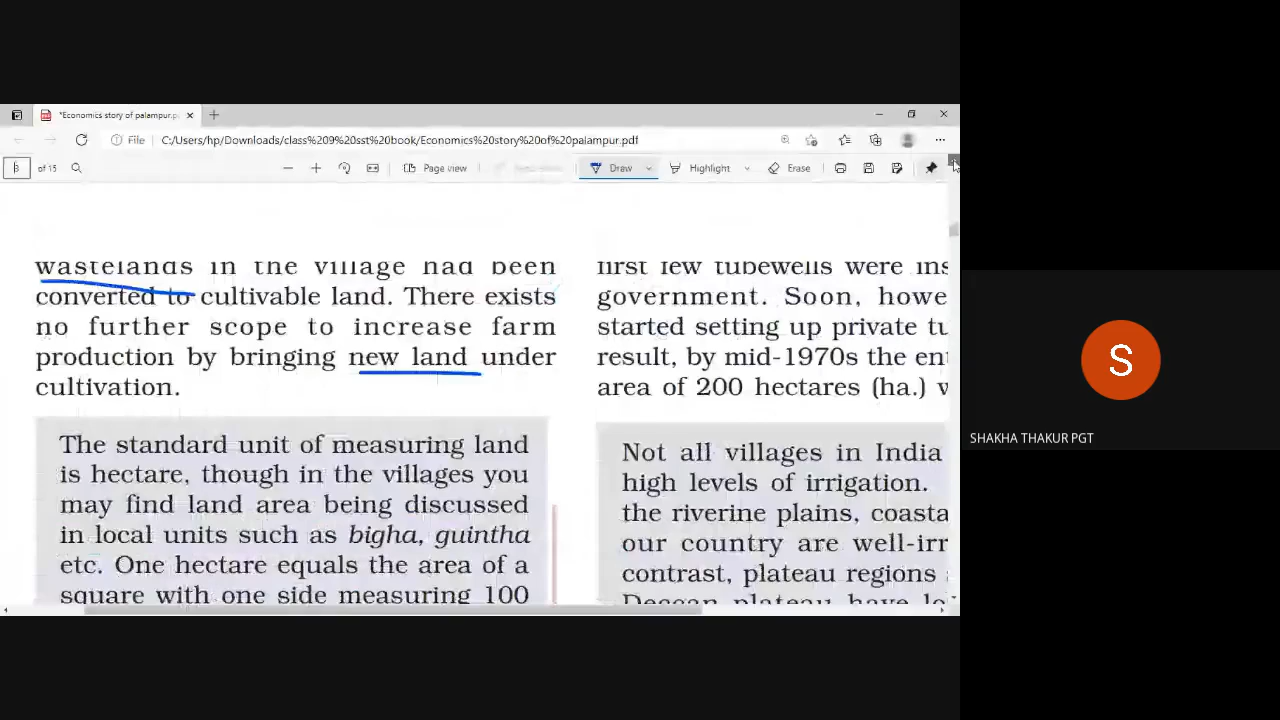 *Economics story of palampur.p
File
C:/Users/hp/Downloads/class%209%20sst%20book/Economics%20story%20of%20palampur.pdf
of 15
Page view
Draw
Highlight
Erase
wastelands in the village had been
converted to cultivable land. There exists
no further scope to increase farm
production by bringing new land under
cultivation.
The standard unit of measuring land
is hectare, though in the villages you
may find land area being discussed
in local units such as bigha, guintha
etc. One hectare equals the area of a
square with one side measuring 100
first few tubewells were ins
government. Soon, howe
started setting up private tu
result, by mid-1970s the en
area of 200 hectares (ha.) w
Not all villages in India
high levels of irrigation.
the riverine plains, coasta
our country are well-irr
contrast, plateau regions
Deccan plateau have lo
S
SHAKHA THAKUR PGT